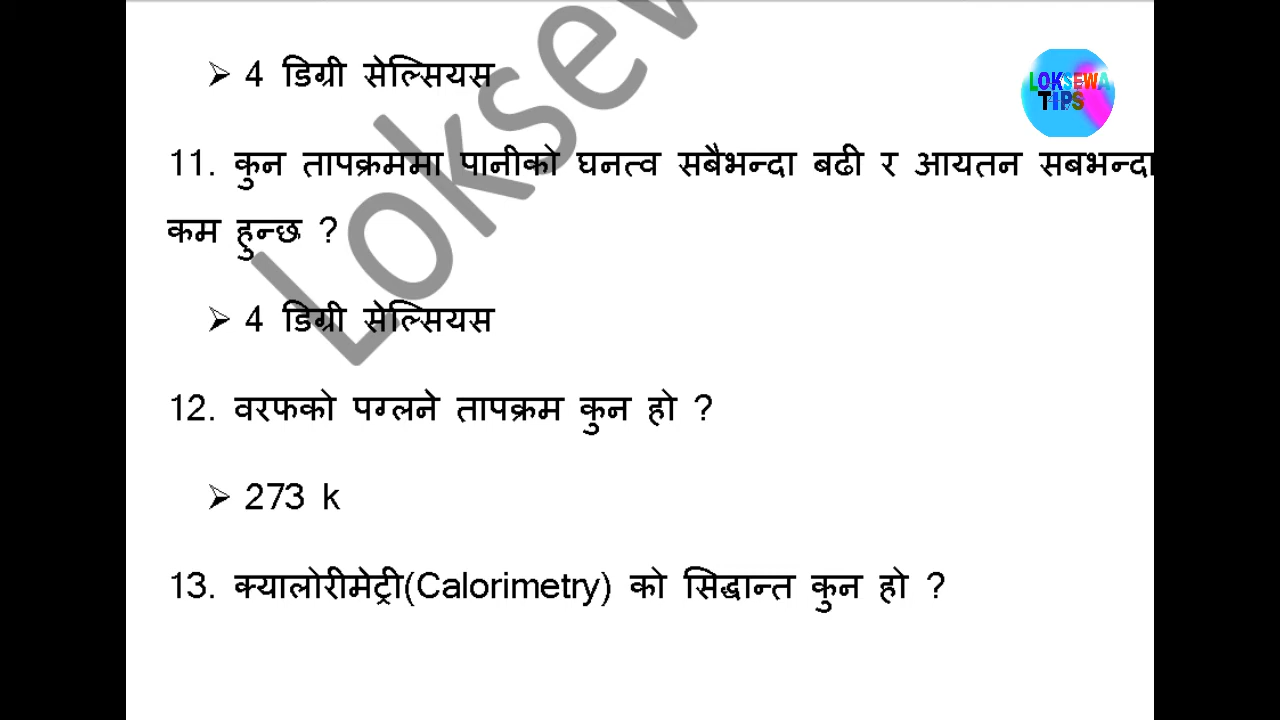 ➢ 4 डिग्री सेल्सियस
LOKSEWA
TIPS
11. कुन तापक्रममा पानीको घनत्व सबैभन्दा बढी र आयतन सबभन्दा
कम हुन्छ ?
➢ 4 डिग्री सेल्सियस
12. वरफको पग्लने तापक्रम कुन हो ?
➢ 273 k
13. क्यालोरीमेट्री(Calorimetry) को सिद्धान्त कुन हो ?
Loksew